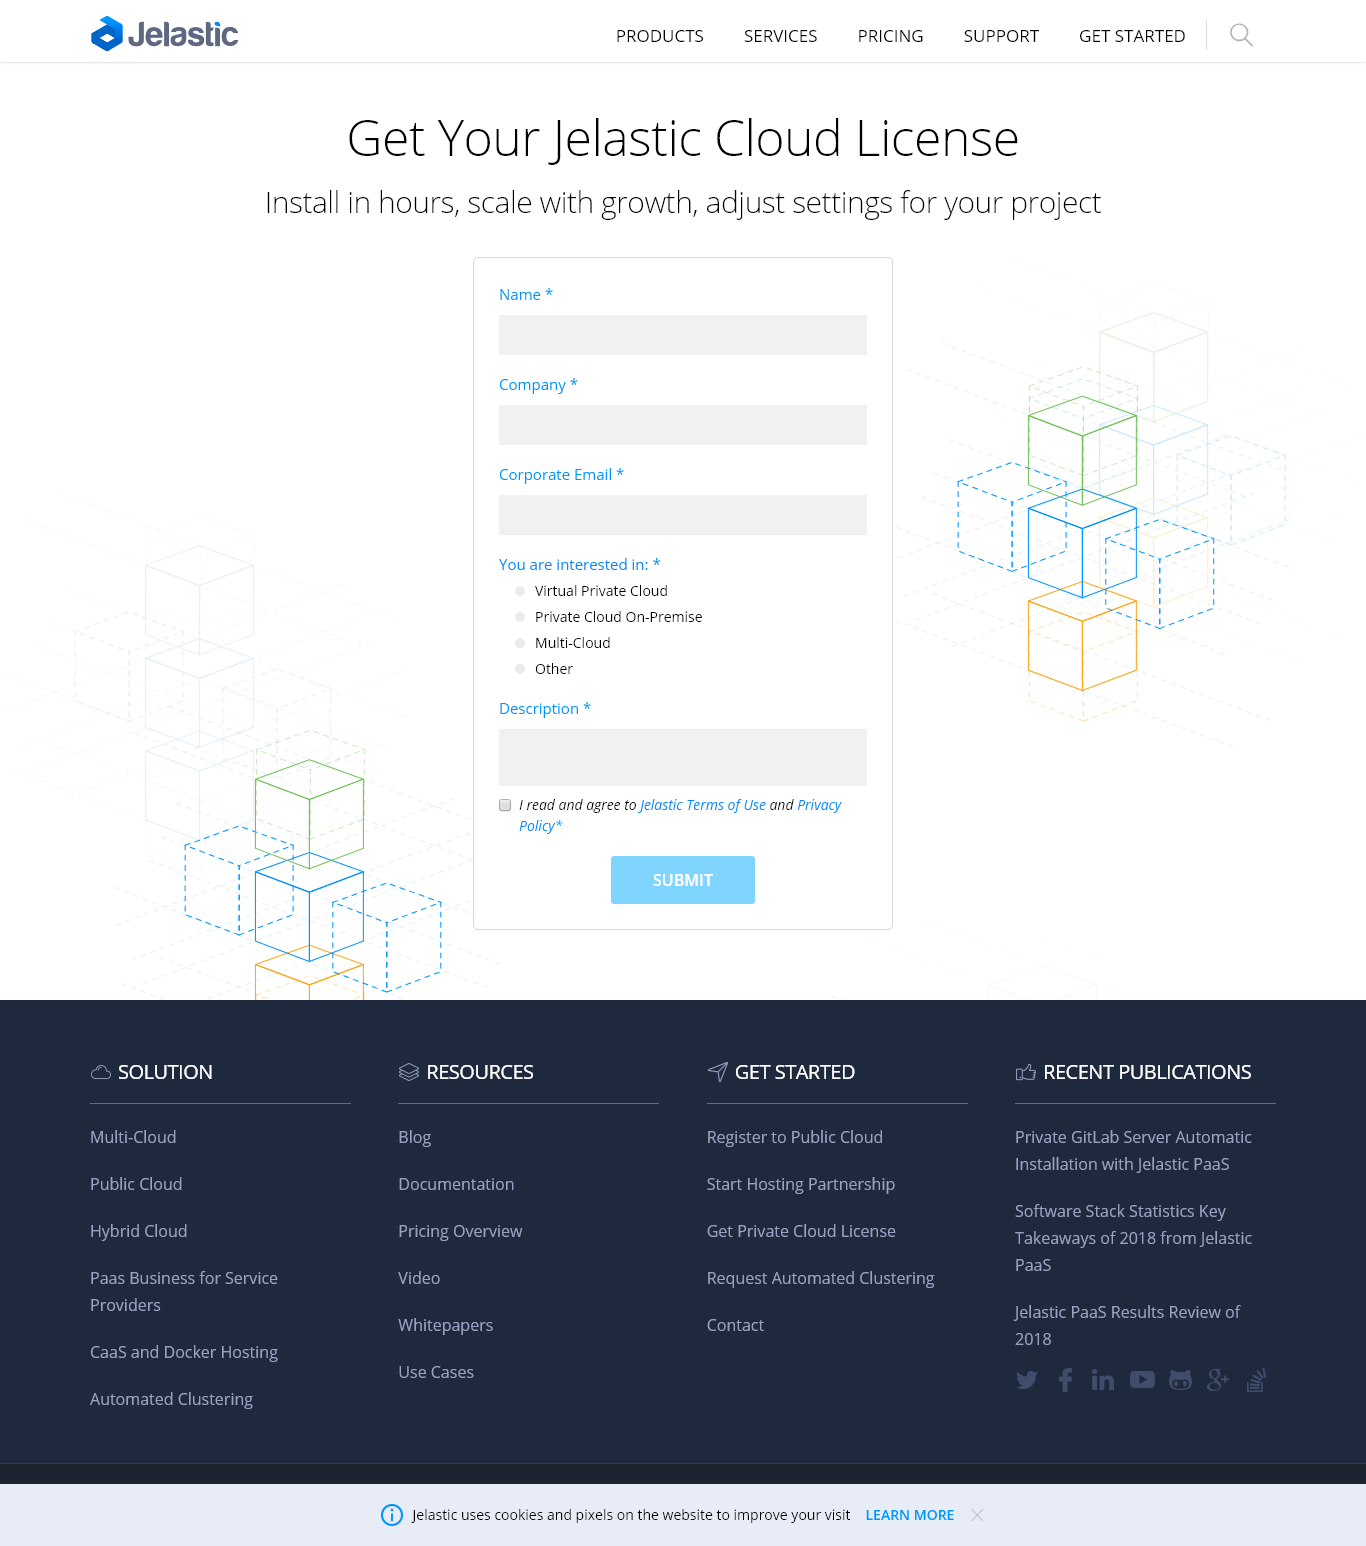 Jelastic
PRODUCTS SERVICES PRICING SUPPORT GET STARTED
Get Your Jelastic Cloud License
Install in hours, scale with growth, adjust settings for your project
Name *
Company *
Corporate Email *
You are interested in: *
Virtual Private Cloud
Private Cloud On-Premise
Multi-Cloud
Other
Description *
I read and agree to Jelastic Terms of Use and Privacy
Policy*
SUBMIT
SOLUTION
Multi-Cloud
Public Cloud
Hybrid Cloud
Paas Business for Service
Providers
CaaS and Docker Hosting
Automated Clustering
RESOURCES
Blog
Documentation
Pricing Overview
Video
Whitepapers
Use Cases
GET STARTED
Register to Public Cloud
Start Hosting Partnership
Get Private Cloud License
Request Automated Clustering
Contact
RECENT PUBLICATIONS
Private GitLab Server Automatic
Installation with Jelastic PaaS
Software Stack Statistics Key
Takeaways of 2018 from Jelastic
PaaS
Jelastic PaaS Results Review of
2018
Jelastic uses cookies and pixels on the website to improve your visit LEARN MORE